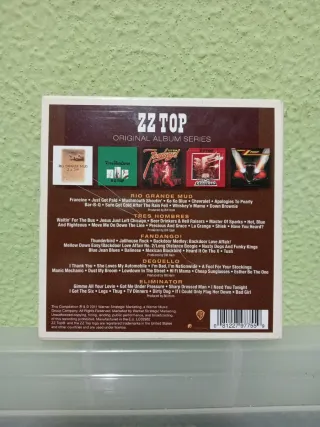 ZZ TOP
ORIGINAL ALBUM SERIES
RIO GRANDE MUD
Francine • Just Got Paid • Mushmouth Shoutin' • Ko Ko Blue • Chevrolet • Apologies To Pearly
Bar-B-Q • Sure Got Cold After The Rain Fell • Whiskey'n Mama • Down Brownie
TRES HOMBRES
Waitin' For The Bus • Jesus Just Left Chicago • Beer Drinkers & Hell Raisers • Master Of Sparks • Hot, Blue
And Righteous • Move Me On Down The Line • Precious And Grace • La Grange • Shiek • Have You Heard?
FANDANGO!
Thunderbird • Jailhouse Rock • Backdoor Medley: Backdoor Love Affair/
Mellow Down Easy/Backdoor Love Affair No. 2/Long Distance Boogie • Nasty Dogs And Funky Kings
Blue Jean Blues • Balinese • Mexican Blackbird • Heard It On The X • Tush
DEGUELLO
I Thank You • She Loves My Automobile • I'm Bad, I'm Nationwide • A Fool For Your Stockings
Manic Mechanic • Dust My Broom • Lowdown In The Street • Hi Fi Mama • Cheap Sunglasses • Esther Be The One
ELIMINATOR
Gimme All Your Lovin • Got Me Under Pressure • Sharp Dressed Man • I Need You Tonight
I Got The Six • Legs • Thug • TV Dinners • Dirty Dog • If I Could Only Flag Her Down • Bad Girl